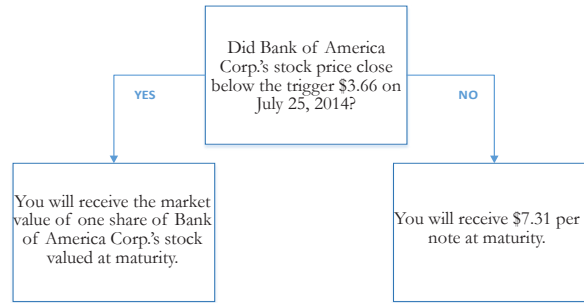 Did Bank of America
Corp.'s stock price close
below the trigger $3.66 on
July 25, 2014?
YES
NO
You will receive the market
value of one share of Bank
of America Corp.'s stock
valued at maturity.
You will receive $7.31 per
note at maturity.